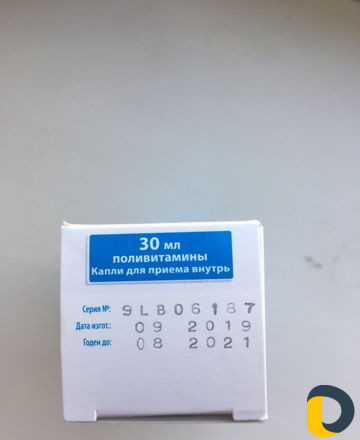 30 мл
поливитамины
Капли для приема внутрь
Серия №: 9LB06187
Дата изгот.: 09 2019
Годен до: 08 2021